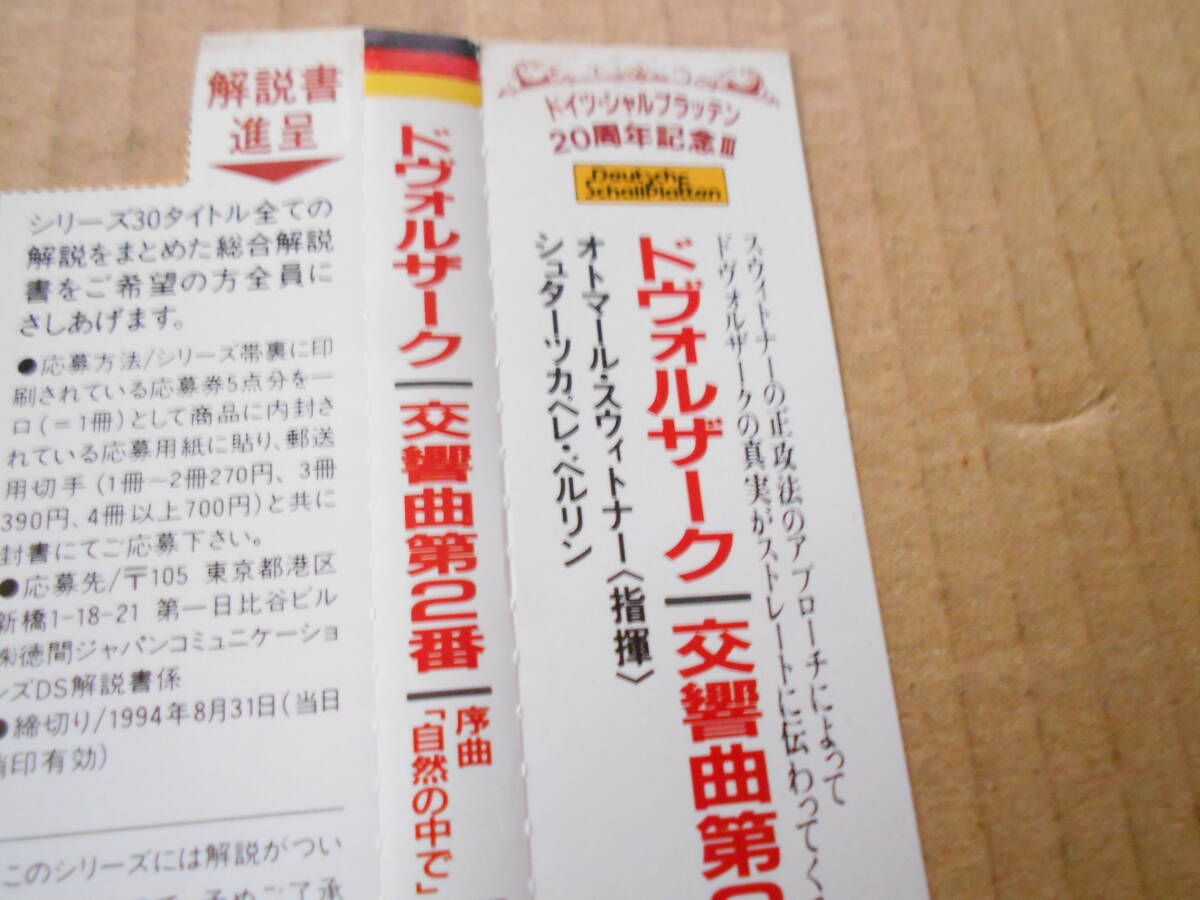 解説書
進呈
シリーズ30タイトル全ての
解説をまとめた総合解説
書をご希望の方全員に
さしあげます。
●応募方法/シリーズ帯裏に印
刷されている応募券5点分を一
口(=1冊)として商品に内封さ
れている応募用紙に貼り、郵送
用切手(1冊〜2冊270円、3冊
390円、4冊以上700円)と共に
封書にてご応募下さい。
●応募先/〒105 東京都港区
新橋1-18-21 第一日比谷ビル
㈱徳間ジャパンコミュニケーショ
ンズDS解説書係
●締切り/1994年8月31日(当日
消印有効)
このシリーズには解説がつい
予めご了承
ドヴォルザーク|交響曲第2番|序曲
「自然の中で」
ドイツ・シャルプラッテン
20周年記念III
Deutsche
Schallplatten
スウィトナーの正攻法のアプローチによって
ドヴォルザークの真実がストレートに伝わってく
ドヴォルザーク|交響曲第2
オトマール・スウィトナー〈指揮〉
シュターツカペレ・ベルリン